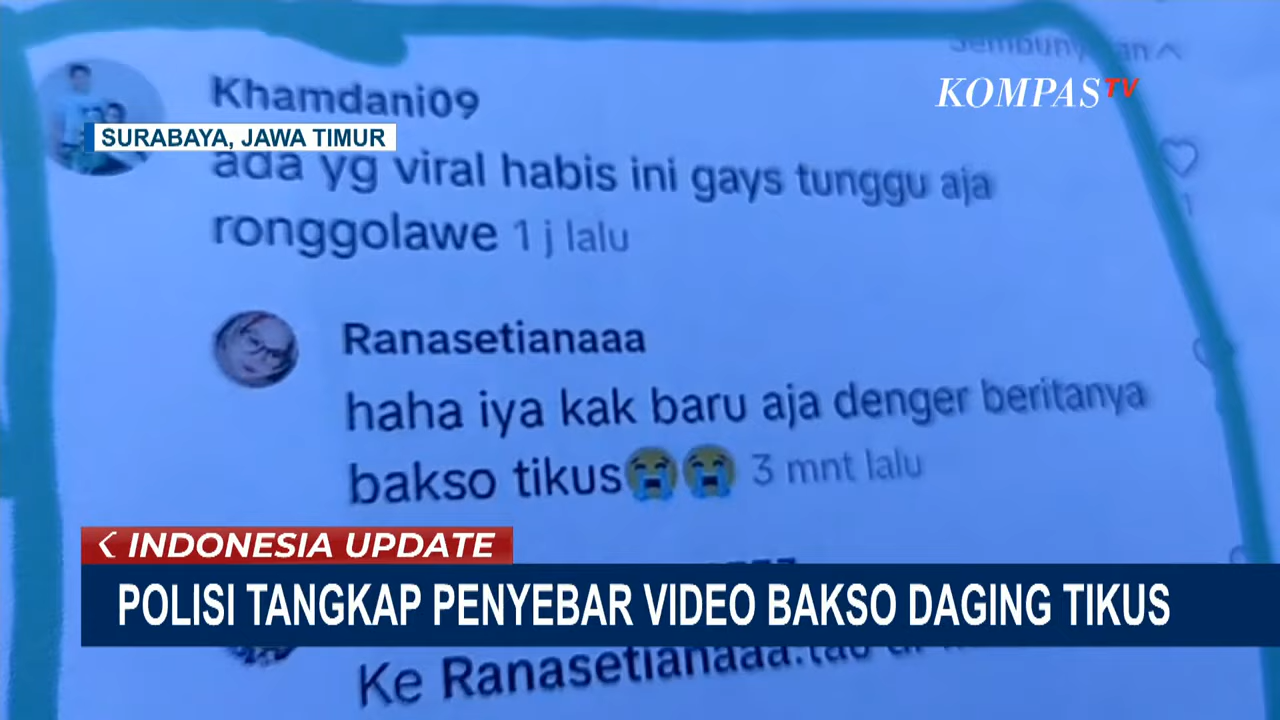 Sembunyikan
KOMPASTV
Khamdani09
SURABAYA, JAWA TIMUR
ada yg viral habis ini gays tunggu aja
ronggolawe 1 j lalu
1
Ranasetianaaa
haha iya kak baru aja denger beritanya
bakso tikus😭😭 3 mnt lalu
INDONESIA UPDATE
POLISI TANGKAP PENYEBAR VIDEO BAKSO DAGING TIKUS
Ke Ranasetianaaa